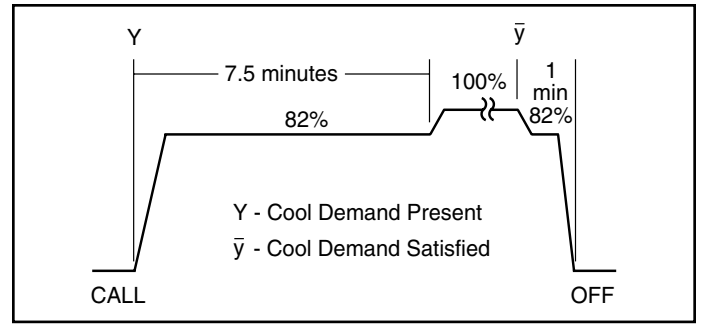 Y
ȳ
7.5 minutes
100%
1
min
82%
82%
Y - Cool Demand Present
ȳ - Cool Demand Satisfied
CALL
OFF